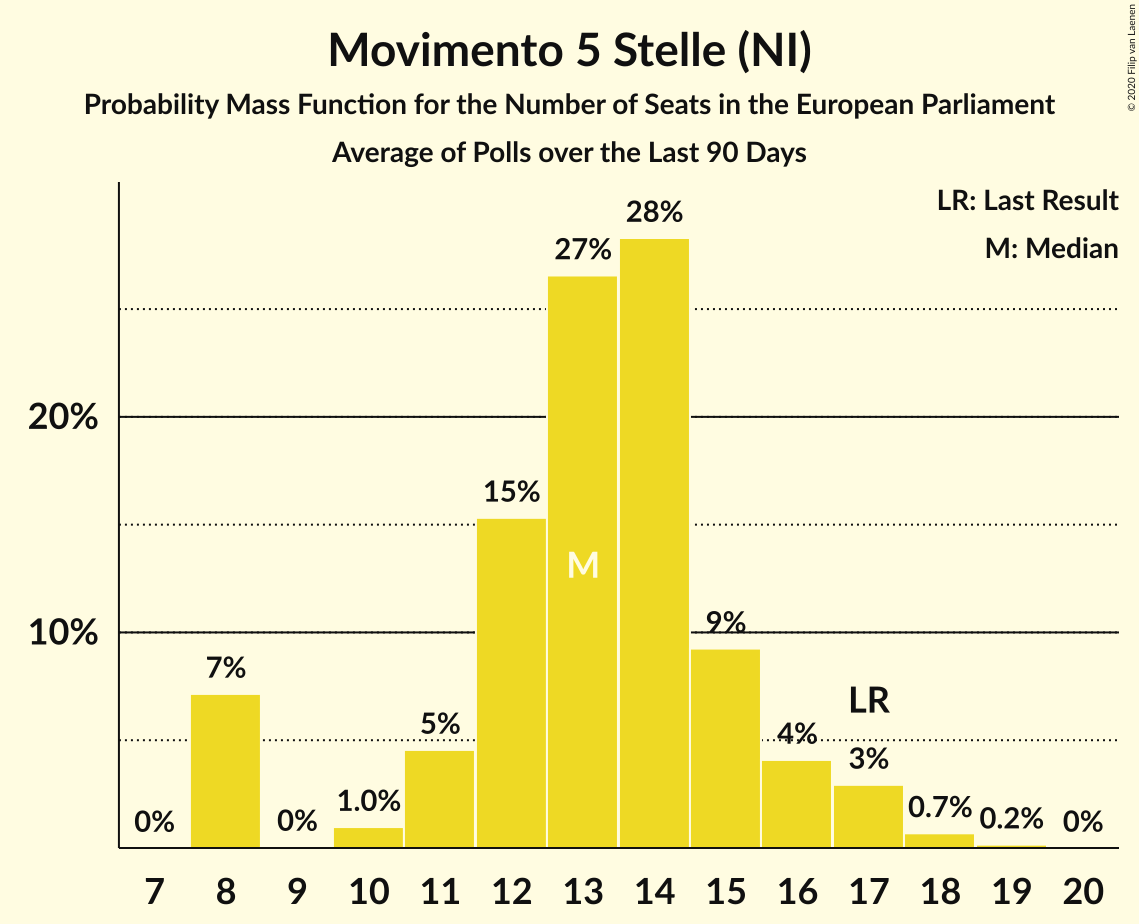 Movimento 5 Stelle (NI)
Probability Mass Function for the Number of Seats in the European Parliament
Average of Polls over the Last 90 Days
© 2020 Filip van Laenen
LR: Last Result
M: Median
20%
10%
0%
7%
0%
1.0%
5%
15%
27%
28%
9%
4%
3%
0.7%
0.2%
0%
M
LR
7 8 9 10 11 12 13 14 15 16 17 18 19 20